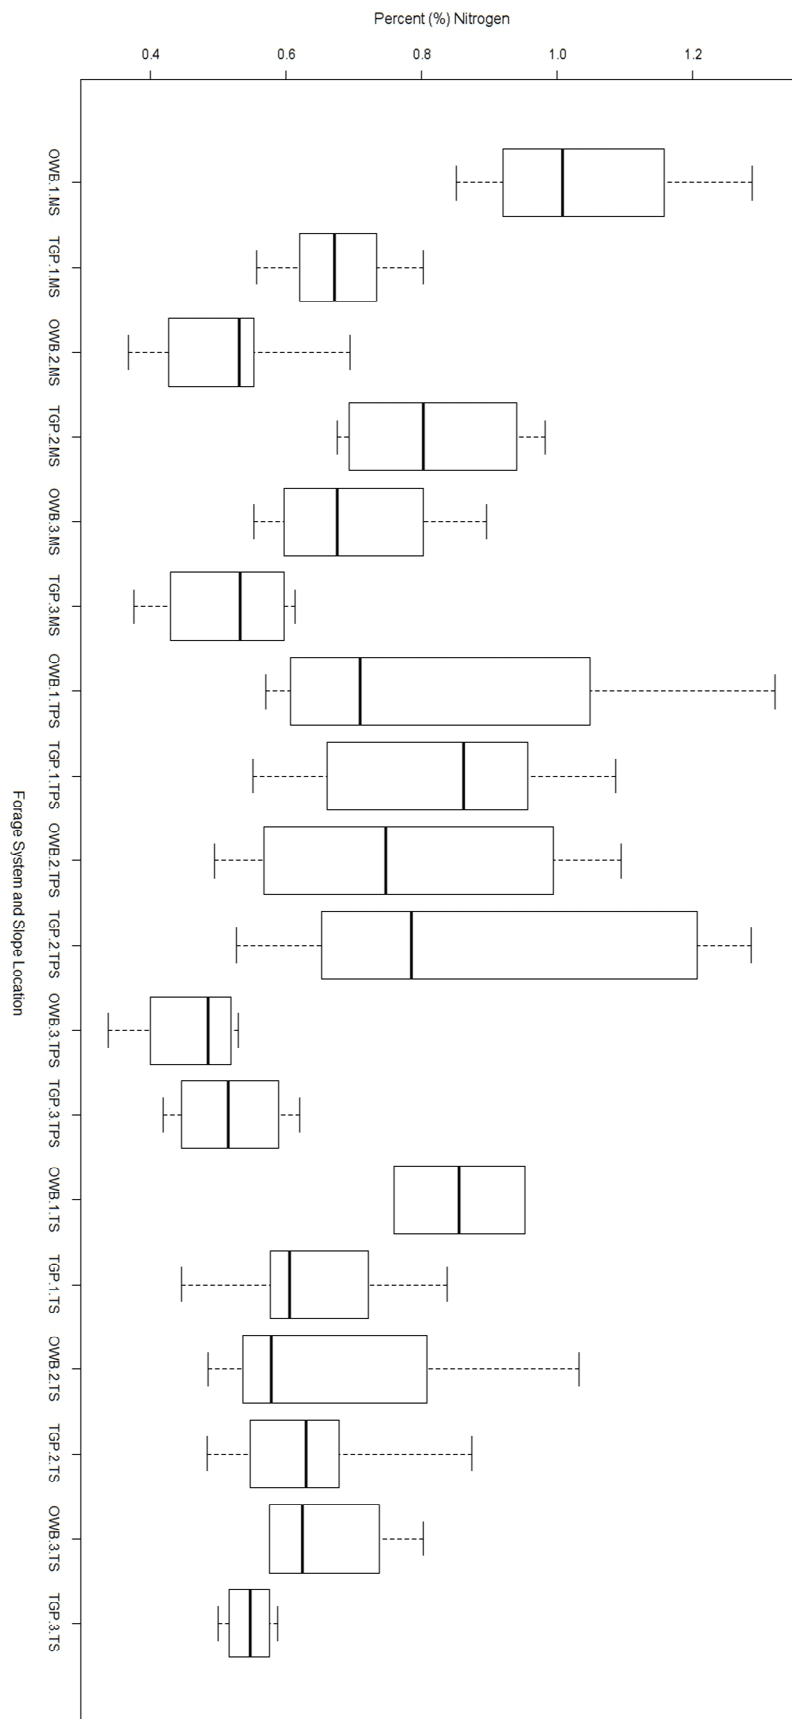 Percent (%) Nitrogen
0.4 0.6 0.8 1.0 1.2
OWB.1.MS
TGP.1.MS
OWB.2.MS
TGP.2.MS
OWB.3.MS
TGP.3.MS
OWB.1.TPS
TGP.1.TPS
OWB.2.TPS
TGP.2.TPS
OWB.3.TPS
TGP.3.TPS
OWB.1.TS
TGP.1.TS
OWB.2.TS
TGP.2.TS
OWB.3.TS
TGP.3.TS
Forage System and Slope Location